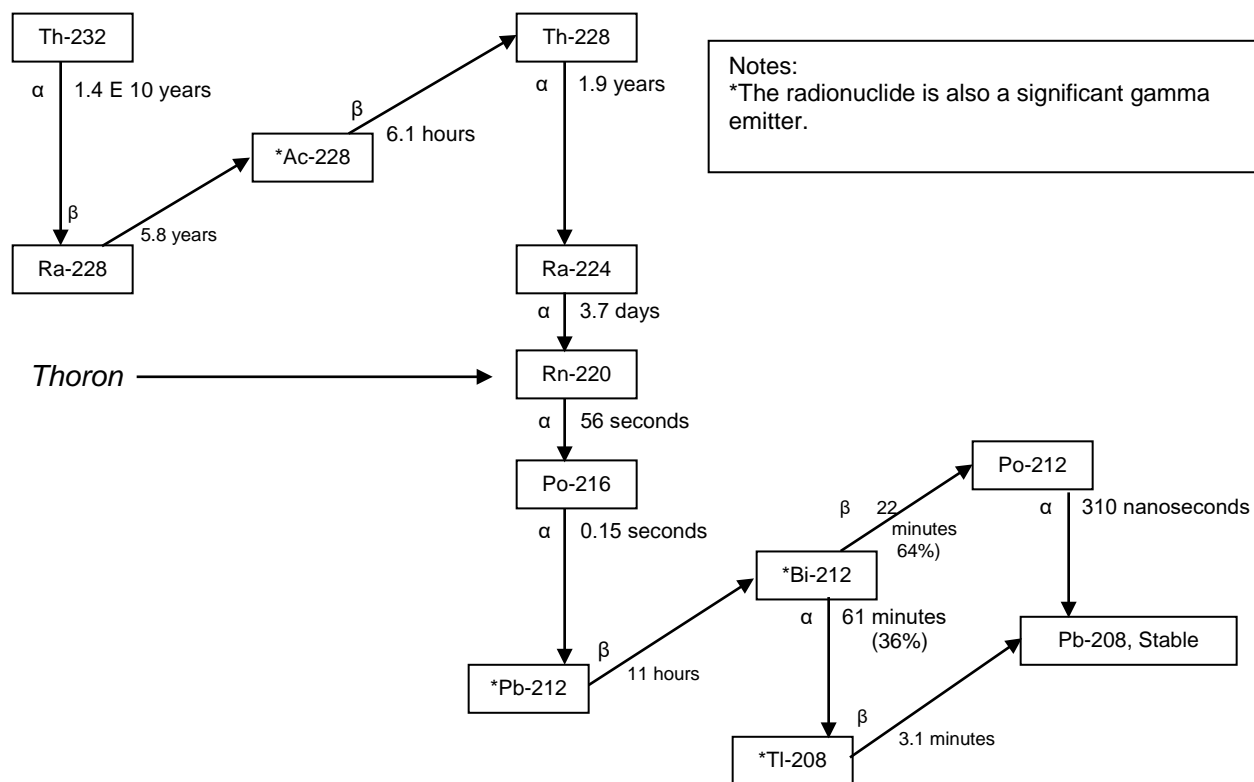 Th-232
Th-228
Notes:
*The radionuclide is also a significant gamma
emitter.
α 1.4 E 10 years
α 1.9 years
β
6.1 hours
*Ac-228
β
5.8 years
Ra-228
Ra-224
α 3.7 days
Thoron
Rn-220
α 56 seconds
Po-212
Po-216
β 22
minutes
64%)
α 310 nanoseconds
α 0.15 seconds
*Bi-212
α 61 minutes
(36%)
Pb-208, Stable
β
11 hours
*Pb-212
β
3.1 minutes
*Tl-208